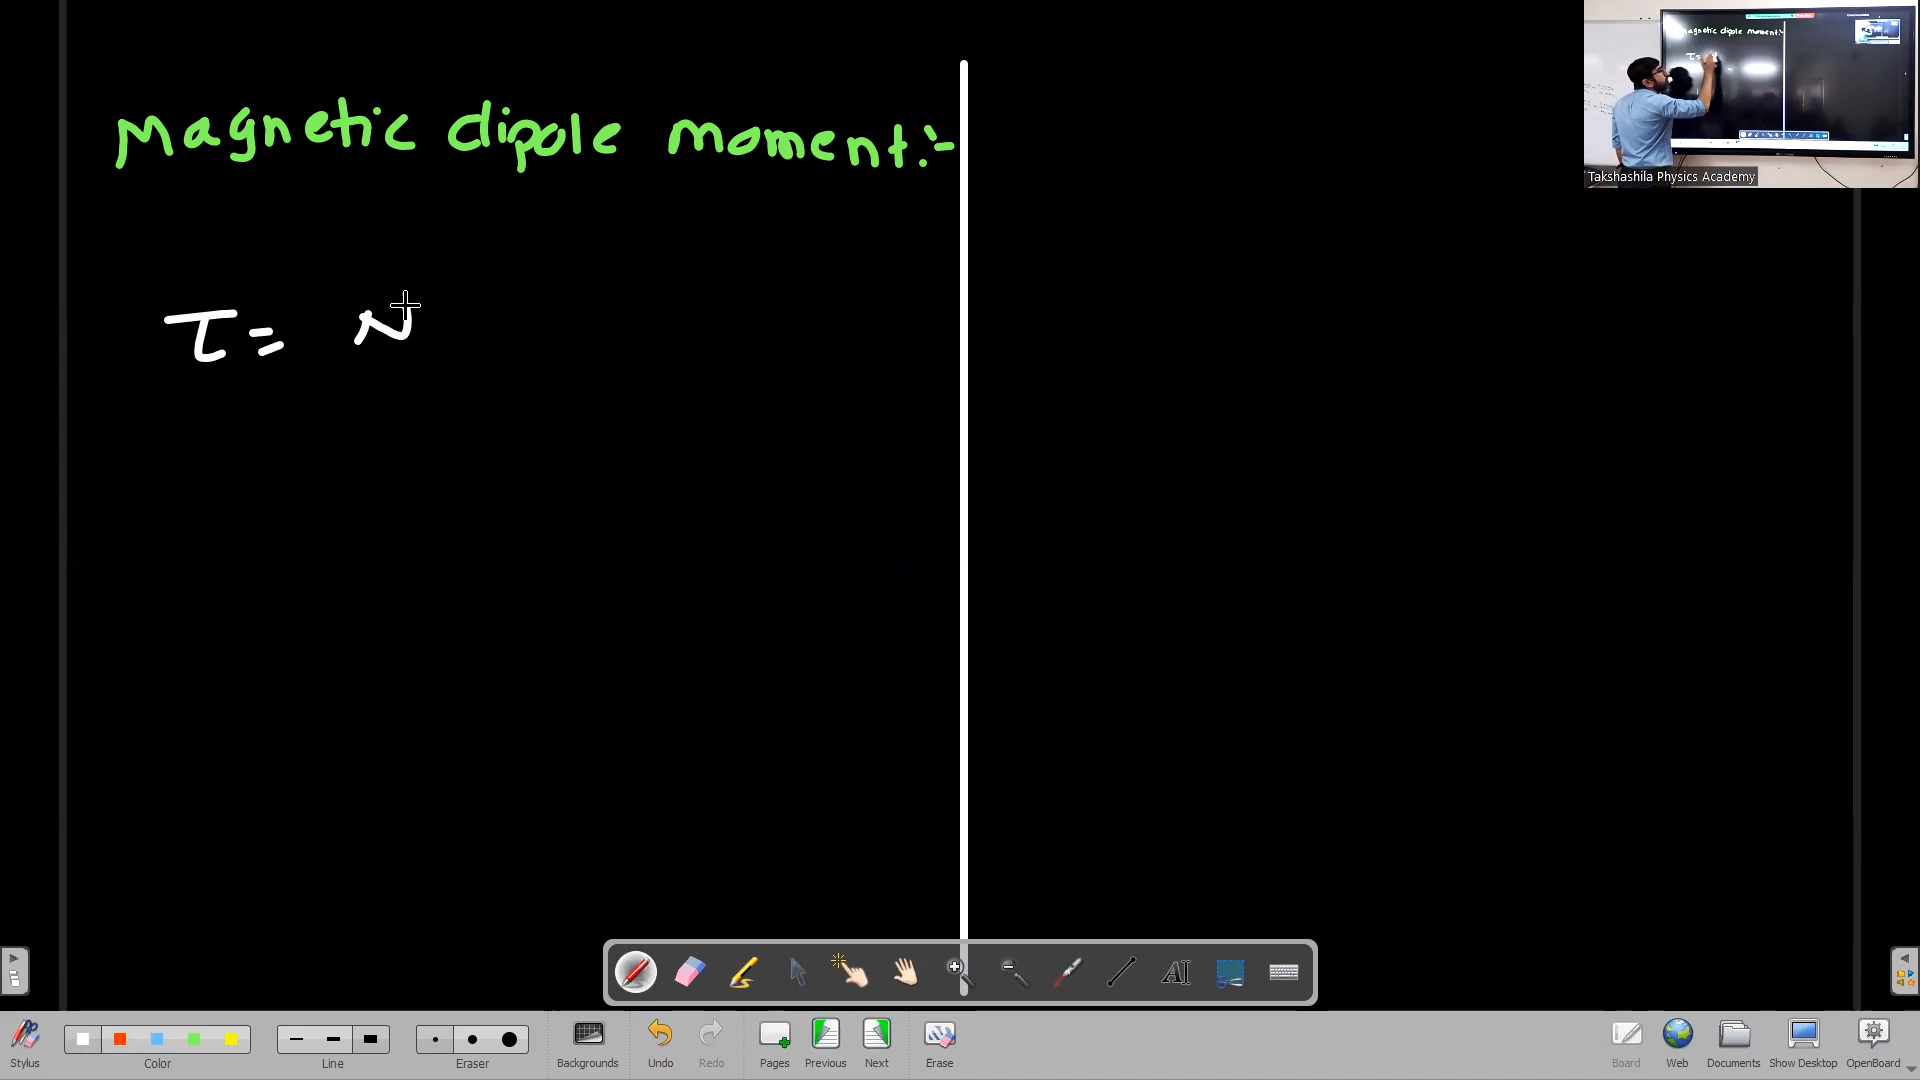 Magnetic dipole moment:-
τ = N
Takshashila Physics Academy
Stylus
Color
Line
Eraser
Backgrounds
Undo
Redo
Pages
Previous
Next
Erase
Board
Web
Documents
Show Desktop
OpenBoard